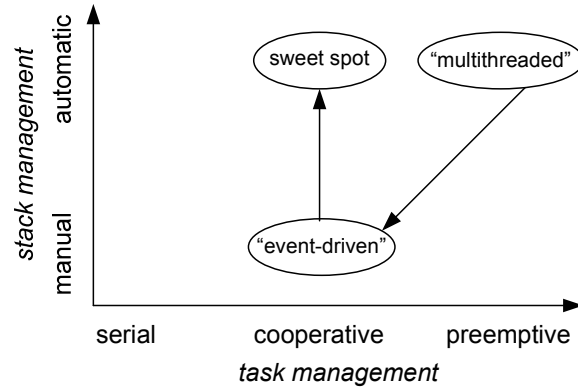 stack management
automatic
manual
sweet spot
“multithreaded”
“event-driven”
serial
cooperative
preemptive
task management